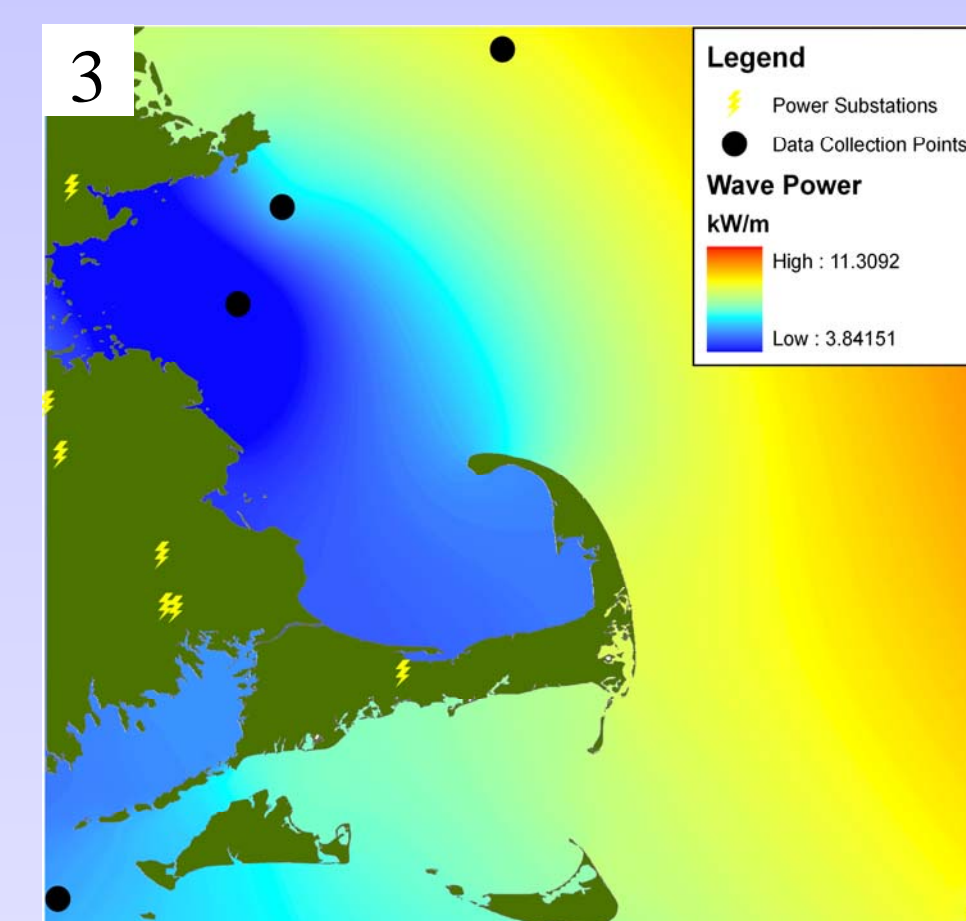 3
Legend
Power Substations
Data Collection Points
Wave Power
kW/m
High : 11.3092
Low : 3.84151